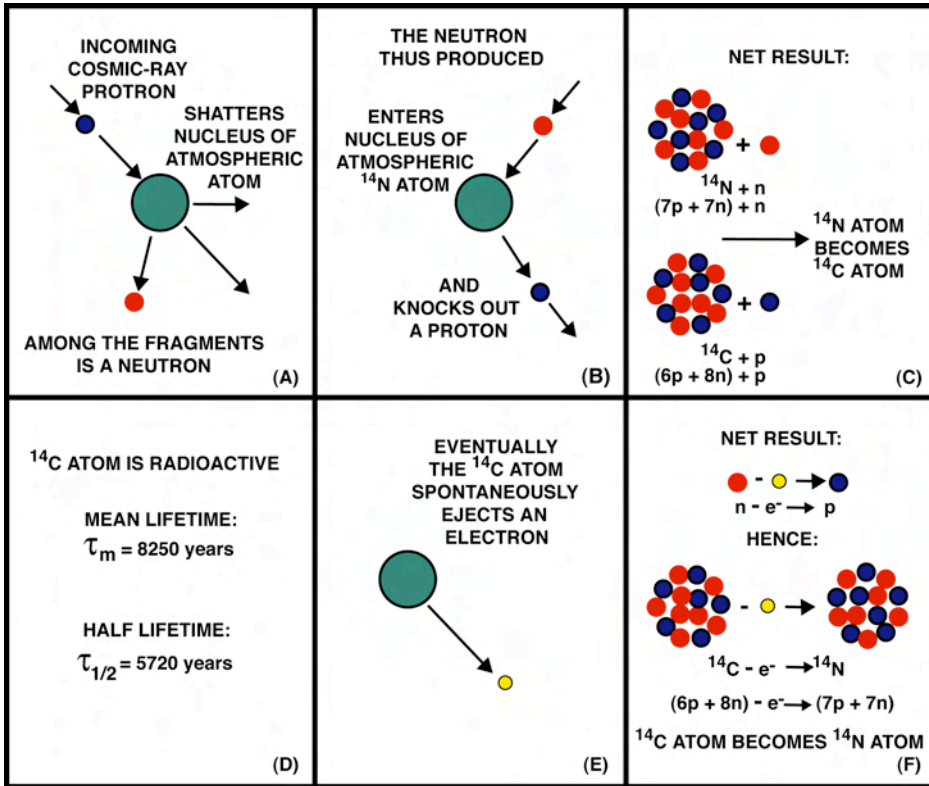 INCOMING
COSMIC-RAY
PROTRON
SHATTERS
NUCLEUS OF
ATMOSPHERIC
ATOM
AMONG THE FRAGMENTS
IS A NEUTRON
(A)
THE NEUTRON
THUS PRODUCED
ENTERS
NUCLEUS OF
ATMOSPHERIC
¹⁴N ATOM
AND
KNOCKS OUT
A PROTON
(B)
NET RESULT:
+
¹⁴N + n
(7p + 7n) + n
¹⁴N ATOM
BECOMES
¹⁴C ATOM
+
¹⁴C + p
(6p + 8n) + p
(C)
¹⁴C ATOM IS RADIOACTIVE
MEAN LIFETIME:
τm = 8250 years
HALF LIFETIME:
τ1/2 = 5720 years
(D)
EVENTUALLY
THE ¹⁴C ATOM
SPONTANEOUSLY
EJECTS AN
ELECTRON
(E)
NET RESULT:
- →
n - e⁻ → p
HENCE:
- →
¹⁴C - e⁻ → ¹⁴N
(6p + 8n) - e⁻ → (7p + 7n)
¹⁴C ATOM BECOMES ¹⁴N ATOM
(F)